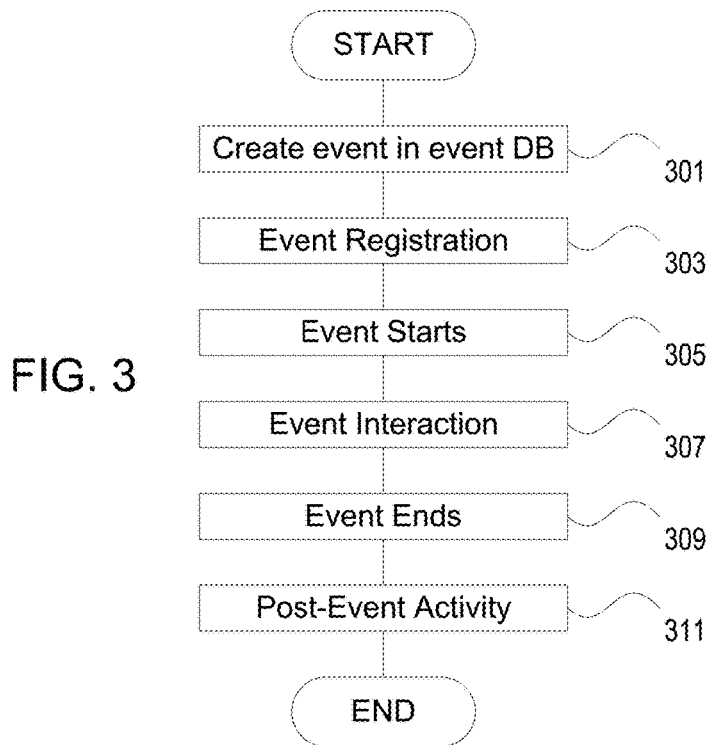 START
Create event in event DB
301
Event Registration
303
Event Starts
305
FIG. 3
Event Interaction
307
Event Ends
309
Post-Event Activity
311
END